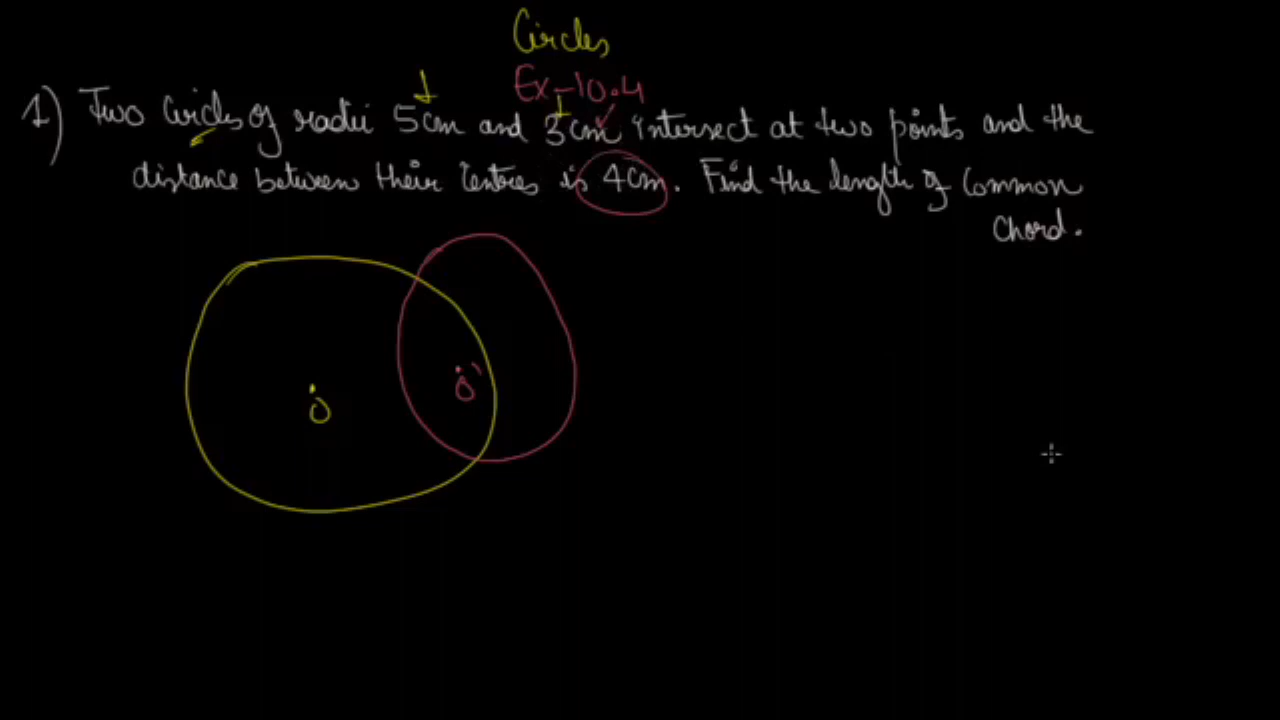 Circles
Ex-10.4
1) Two Circles of radii 5cm and 3cm intersect at two points and the
distance between their Centres is 4cm. Find the length of Common
Chord.
O
O'